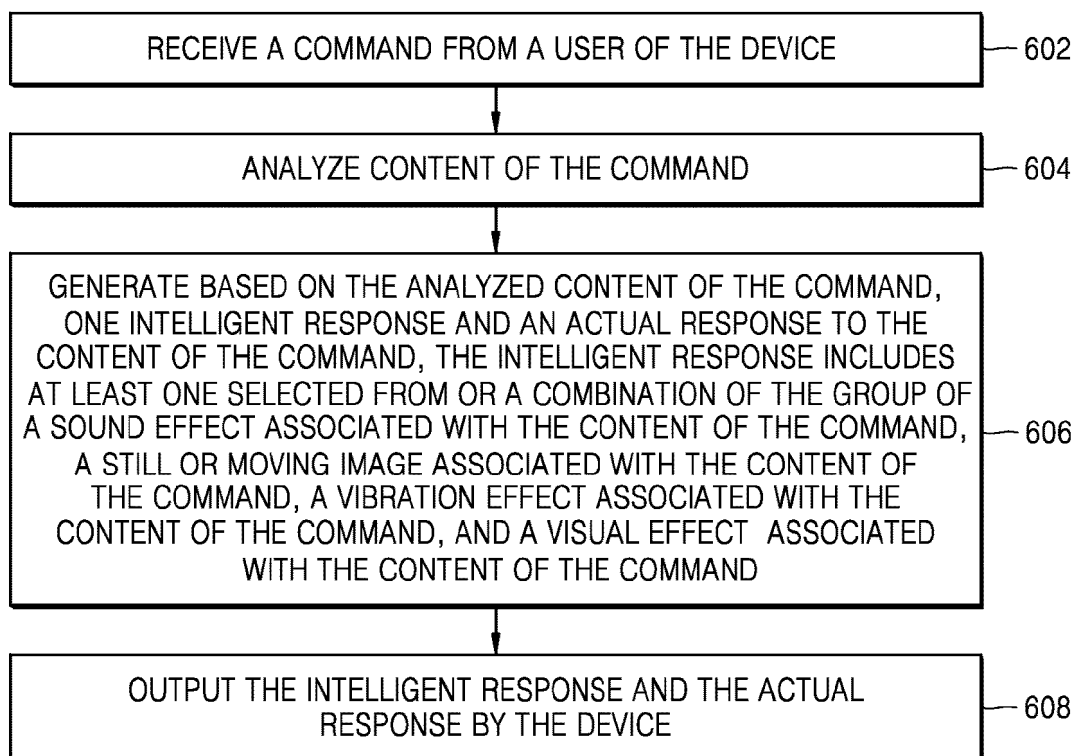 RECEIVE A COMMAND FROM A USER OF THE DEVICE
602
ANALYZE CONTENT OF THE COMMAND
604
GENERATE BASED ON THE ANALYZED CONTENT OF THE COMMAND,
ONE INTELLIGENT RESPONSE AND AN ACTUAL RESPONSE TO THE
CONTENT OF THE COMMAND, THE INTELLIGENT RESPONSE INCLUDES
AT LEAST ONE SELECTED FROM OR A COMBINATION OF THE GROUP OF
A SOUND EFFECT ASSOCIATED WITH THE CONTENT OF THE COMMAND,
A STILL OR MOVING IMAGE ASSOCIATED WITH THE CONTENT OF
THE COMMAND, A VIBRATION EFFECT ASSOCIATED WITH THE
CONTENT OF THE COMMAND, AND A VISUAL EFFECT ASSOCIATED
WITH THE CONTENT OF THE COMMAND
606
OUTPUT THE INTELLIGENT RESPONSE AND THE ACTUAL
RESPONSE BY THE DEVICE
608